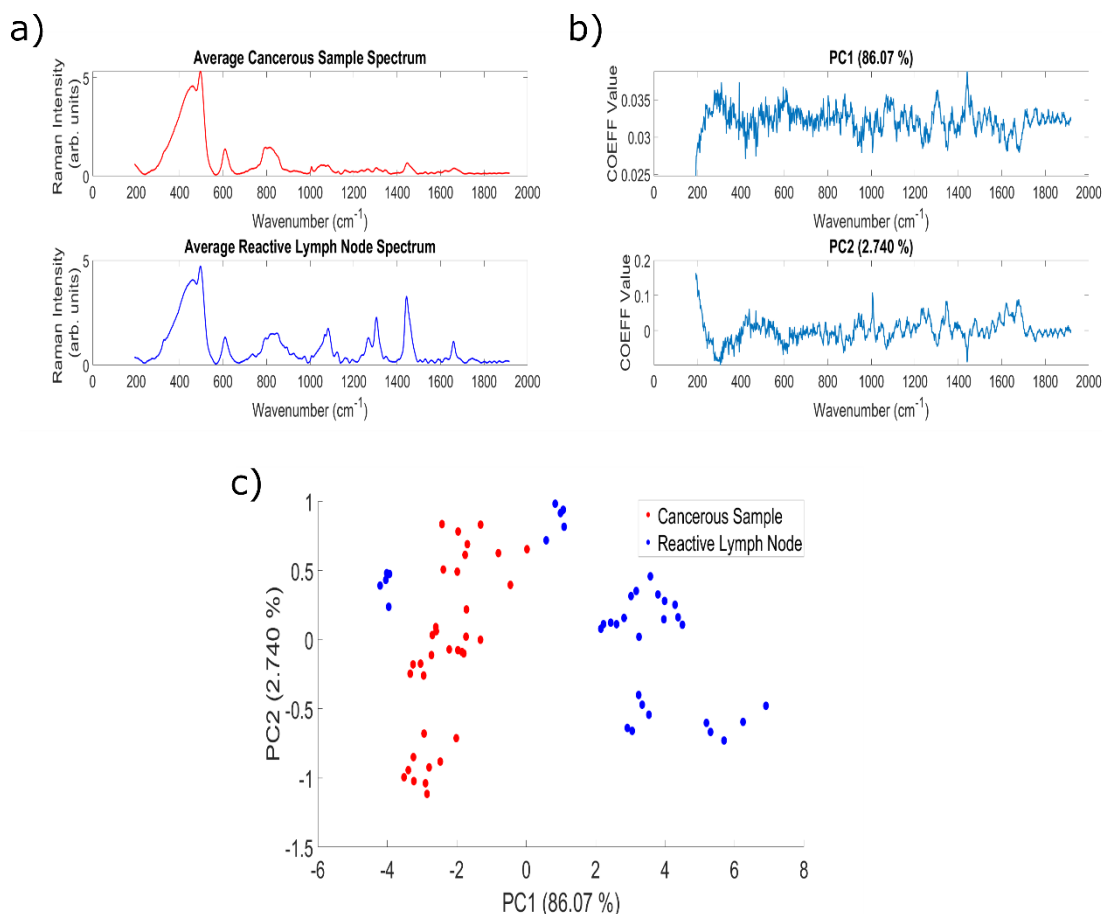 a)
Average Cancerous Sample Spectrum
Raman Intensity
(arb. units)
5
0
0 200 400 600 800 1000 1200 1400 1600 1800 2000
Wavenumber (cm-1)
Average Reactive Lymph Node Spectrum
Raman Intensity
(arb. units)
5
0
0 200 400 600 800 1000 1200 1400 1600 1800 2000
Wavenumber (cm-1)
b)
PC1 (86.07 %)
COEFF Value
0.035
0.03
0.025
0 200 400 600 800 1000 1200 1400 1600 1800 2000
Wavenumber (cm-1)
PC2 (2.740 %)
COEFF Value
0.2
0.1
0
0 200 400 600 800 1000 1200 1400 1600 1800 2000
Wavenumber (cm-1)
c)
Cancerous Sample
Reactive Lymph Node
PC2 (2.740 %)
1
0.5
0
-0.5
-1
-1.5
-6 -4 -2 0 2 4 6 8
PC1 (86.07 %)